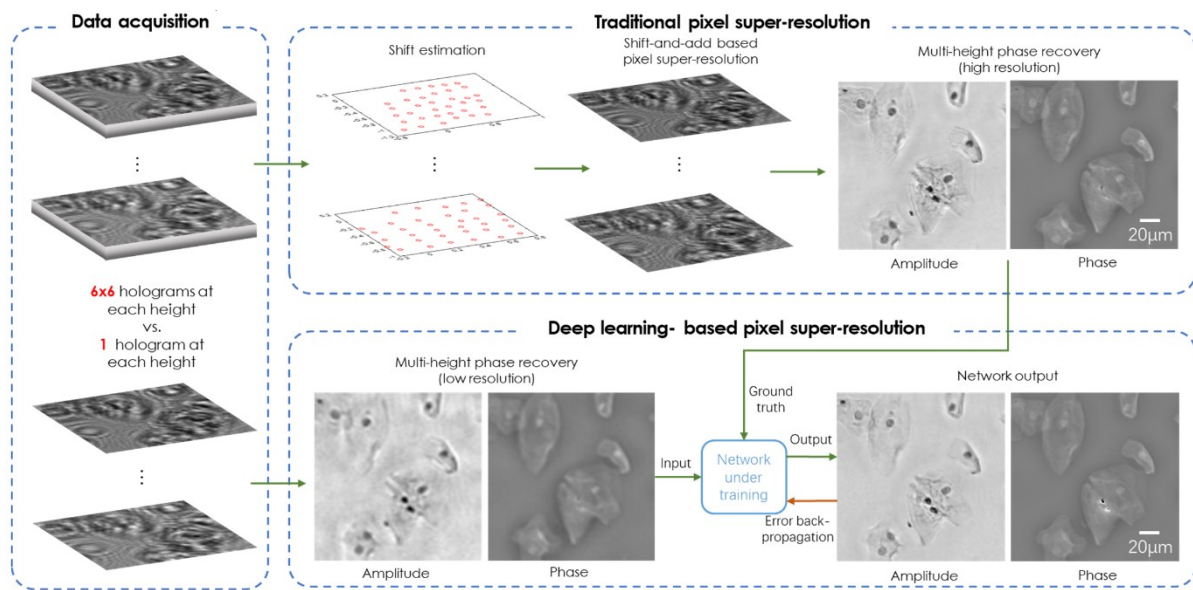 Data acquisition
6x6 holograms at
each height
vs.
1 hologram at
each height
Traditional pixel super-resolution
Shift estimation
Shift-and-add based
pixel super-resolution
Multi-height phase recovery
(high resolution)
20μm
Amplitude
Phase
Deep learning- based pixel super-resolution
Multi-height phase recovery
(low resolution)
Amplitude
Phase
Input
Ground
truth
Network
under
training
Output
Error back-
propagation
Network output
20μm
Amplitude
Phase